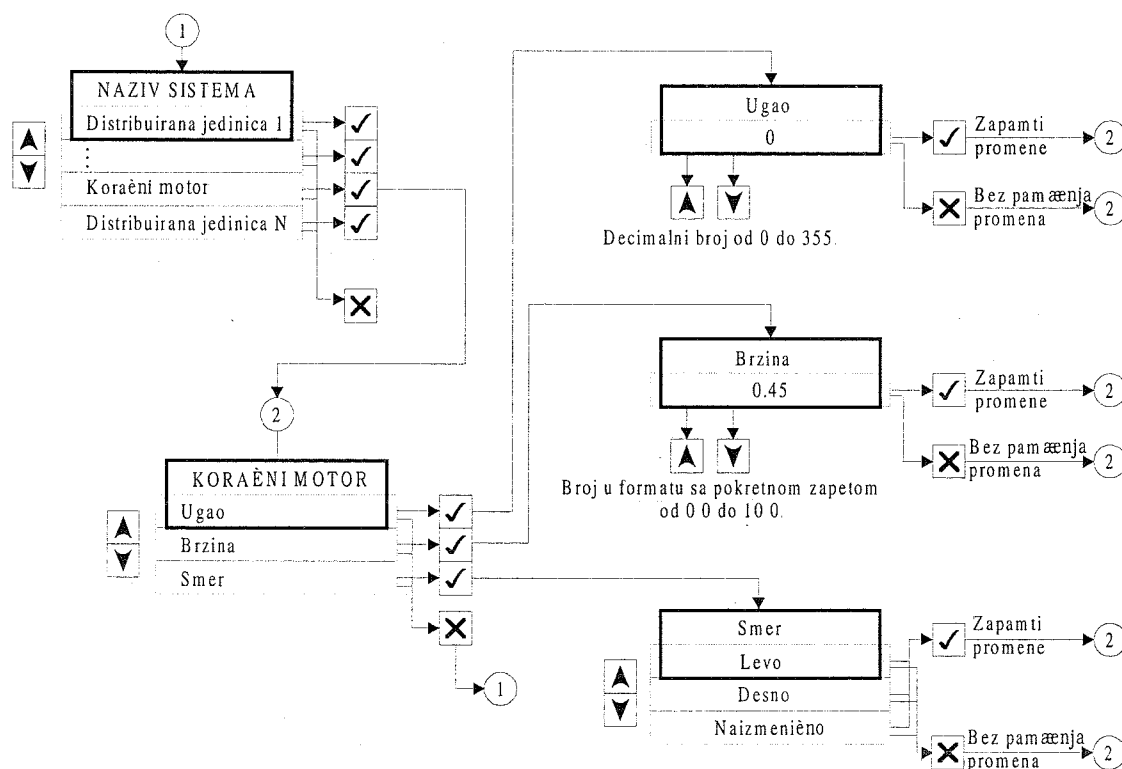 1
NAZIV SISTEMA
Distribuirana jedinica 1
Koraèni motor
Distribuirana jedinica N
2
KORAÈNI MOTOR
Ugao
Brzina
Smer
1
Ugao
0
Decimalni broj od 0 do 355.
Zapamti
promene
2
Bez pamæenja
promena
2
Brzina
0.45
Broj u formatu sa pokretnom zapetom
od 0 0 do 10 0.
Zapamti
promene
2
Bez pamæenja
promena
2
Smer
Levo
Desno
Naizmenièno
Zapamti
promene
2
Bez pamæenja
promena
2